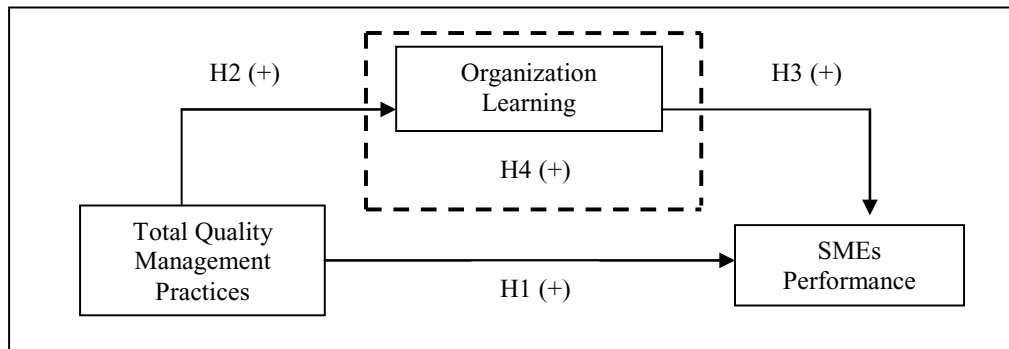 H2 (+)
Organization
Learning
H3 (+)
H4 (+)
Total Quality
Management
Practices
H1 (+)
SMEs
Performance